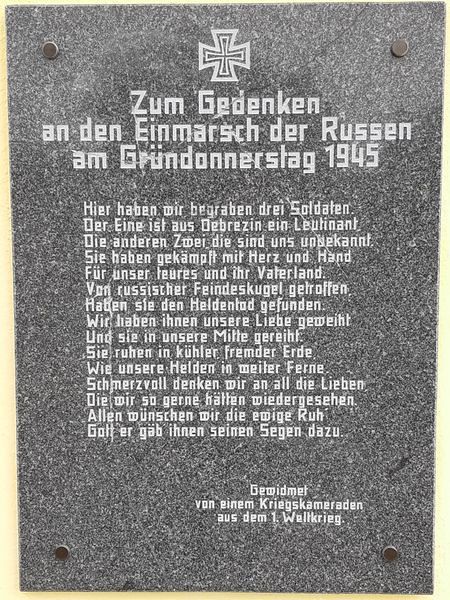 Zum Gedenken
an den Einmarsch der Russen
am Gründonnerstag 1945
Hier haben wir begraben drei Soldaten.
Der Eine ist aus Debrezin ein Leutinant,
Die anderen Zwei die sind uns unbekannt.
Sie haben gekämpft mit Herz und Hand
Für unser teures und ihr Vaterland.
Von russischer Feindeskugel getroffen
Haben sie den Heldentod gefunden.
Wir haben ihnen unsere Liebe geweiht
Und sie in unsere Mitte gereiht.
Sie ruhen in kühler fremder Erde
Wie unsere Helden in weiter Ferne.
Schmerzvoll denken wir an all die Lieben,
Die wir so gerne hätten wiedergesehen.
Allen wünschen wir die ewige Ruh'
Gott er gab ihnen seinen Segen dazu.
Gewidmet
von einem Kriegskameraden
aus dem 1. Weltkrieg.